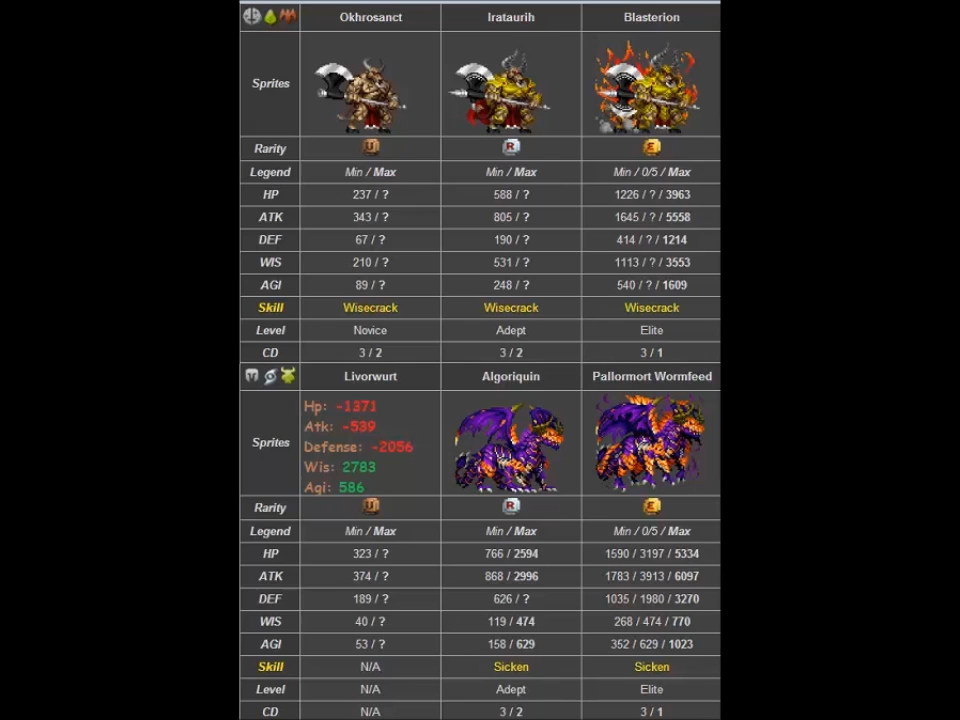 Okhrosanct Irataurih Blasterion
Sprites
Rarity U R E
Legend Min / Max Min / Max Min / 0/5 / Max
HP 237 / ? 588 / ? 1226 / ? / 3963
ATK 343 / ? 805 / ? 1645 / ? / 5558
DEF 67 / ? 190 / ? 414 / ? / 1214
WIS 210 / ? 531 / ? 1113 / ? / 3553
AGI 89 / ? 248 / ? 540 / ? / 1609
Skill Wisecrack Wisecrack Wisecrack
Level Novice Adept Elite
CD 3 / 2 3 / 2 3 / 1
Livorwurt Algoriquin Pallormort Wormfeed
Sprites
Hp: -1371
Atk: -539
Defense: -2056
Wis: 2783
Agi: 586
Rarity U R E
Legend Min / Max Min / Max Min / 0/5 / Max
HP 323 / ? 766 / 2594 1590 / 3197 / 5334
ATK 374 / ? 868 / 2996 1783 / 3913 / 6097
DEF 189 / ? 626 / ? 1035 / 1980 / 3270
WIS 40 / ? 119 / 474 268 / 474 / 770
AGI 53 / ? 158 / 629 352 / 629 / 1023
Skill N/A Sicken Sicken
Level N/A Adept Elite
CD N/A 3 / 2 3 / 1